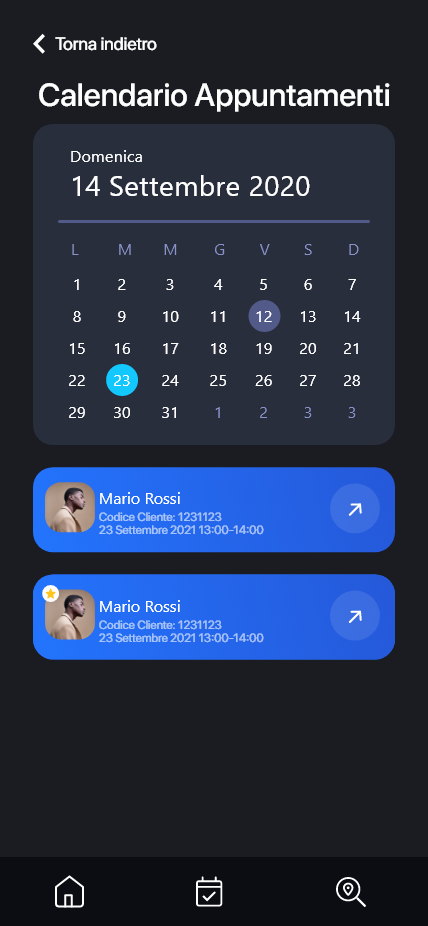 Torna indietro
Calendario Appuntamenti
Domenica
14 Settembre 2020
L M M G V S D
1 2 3 4 5 6 7
8 9 10 11 12 13 14
15 16 17 18 19 20 21
22 23 24 25 26 27 28
29 30 31 1 2 3 3
Mario Rossi
Codice Cliente: 1231123
23 Settembre 2021 13:00-14:00
Mario Rossi
Codice Cliente: 1231123
23 Settembre 2021 13:00-14:00